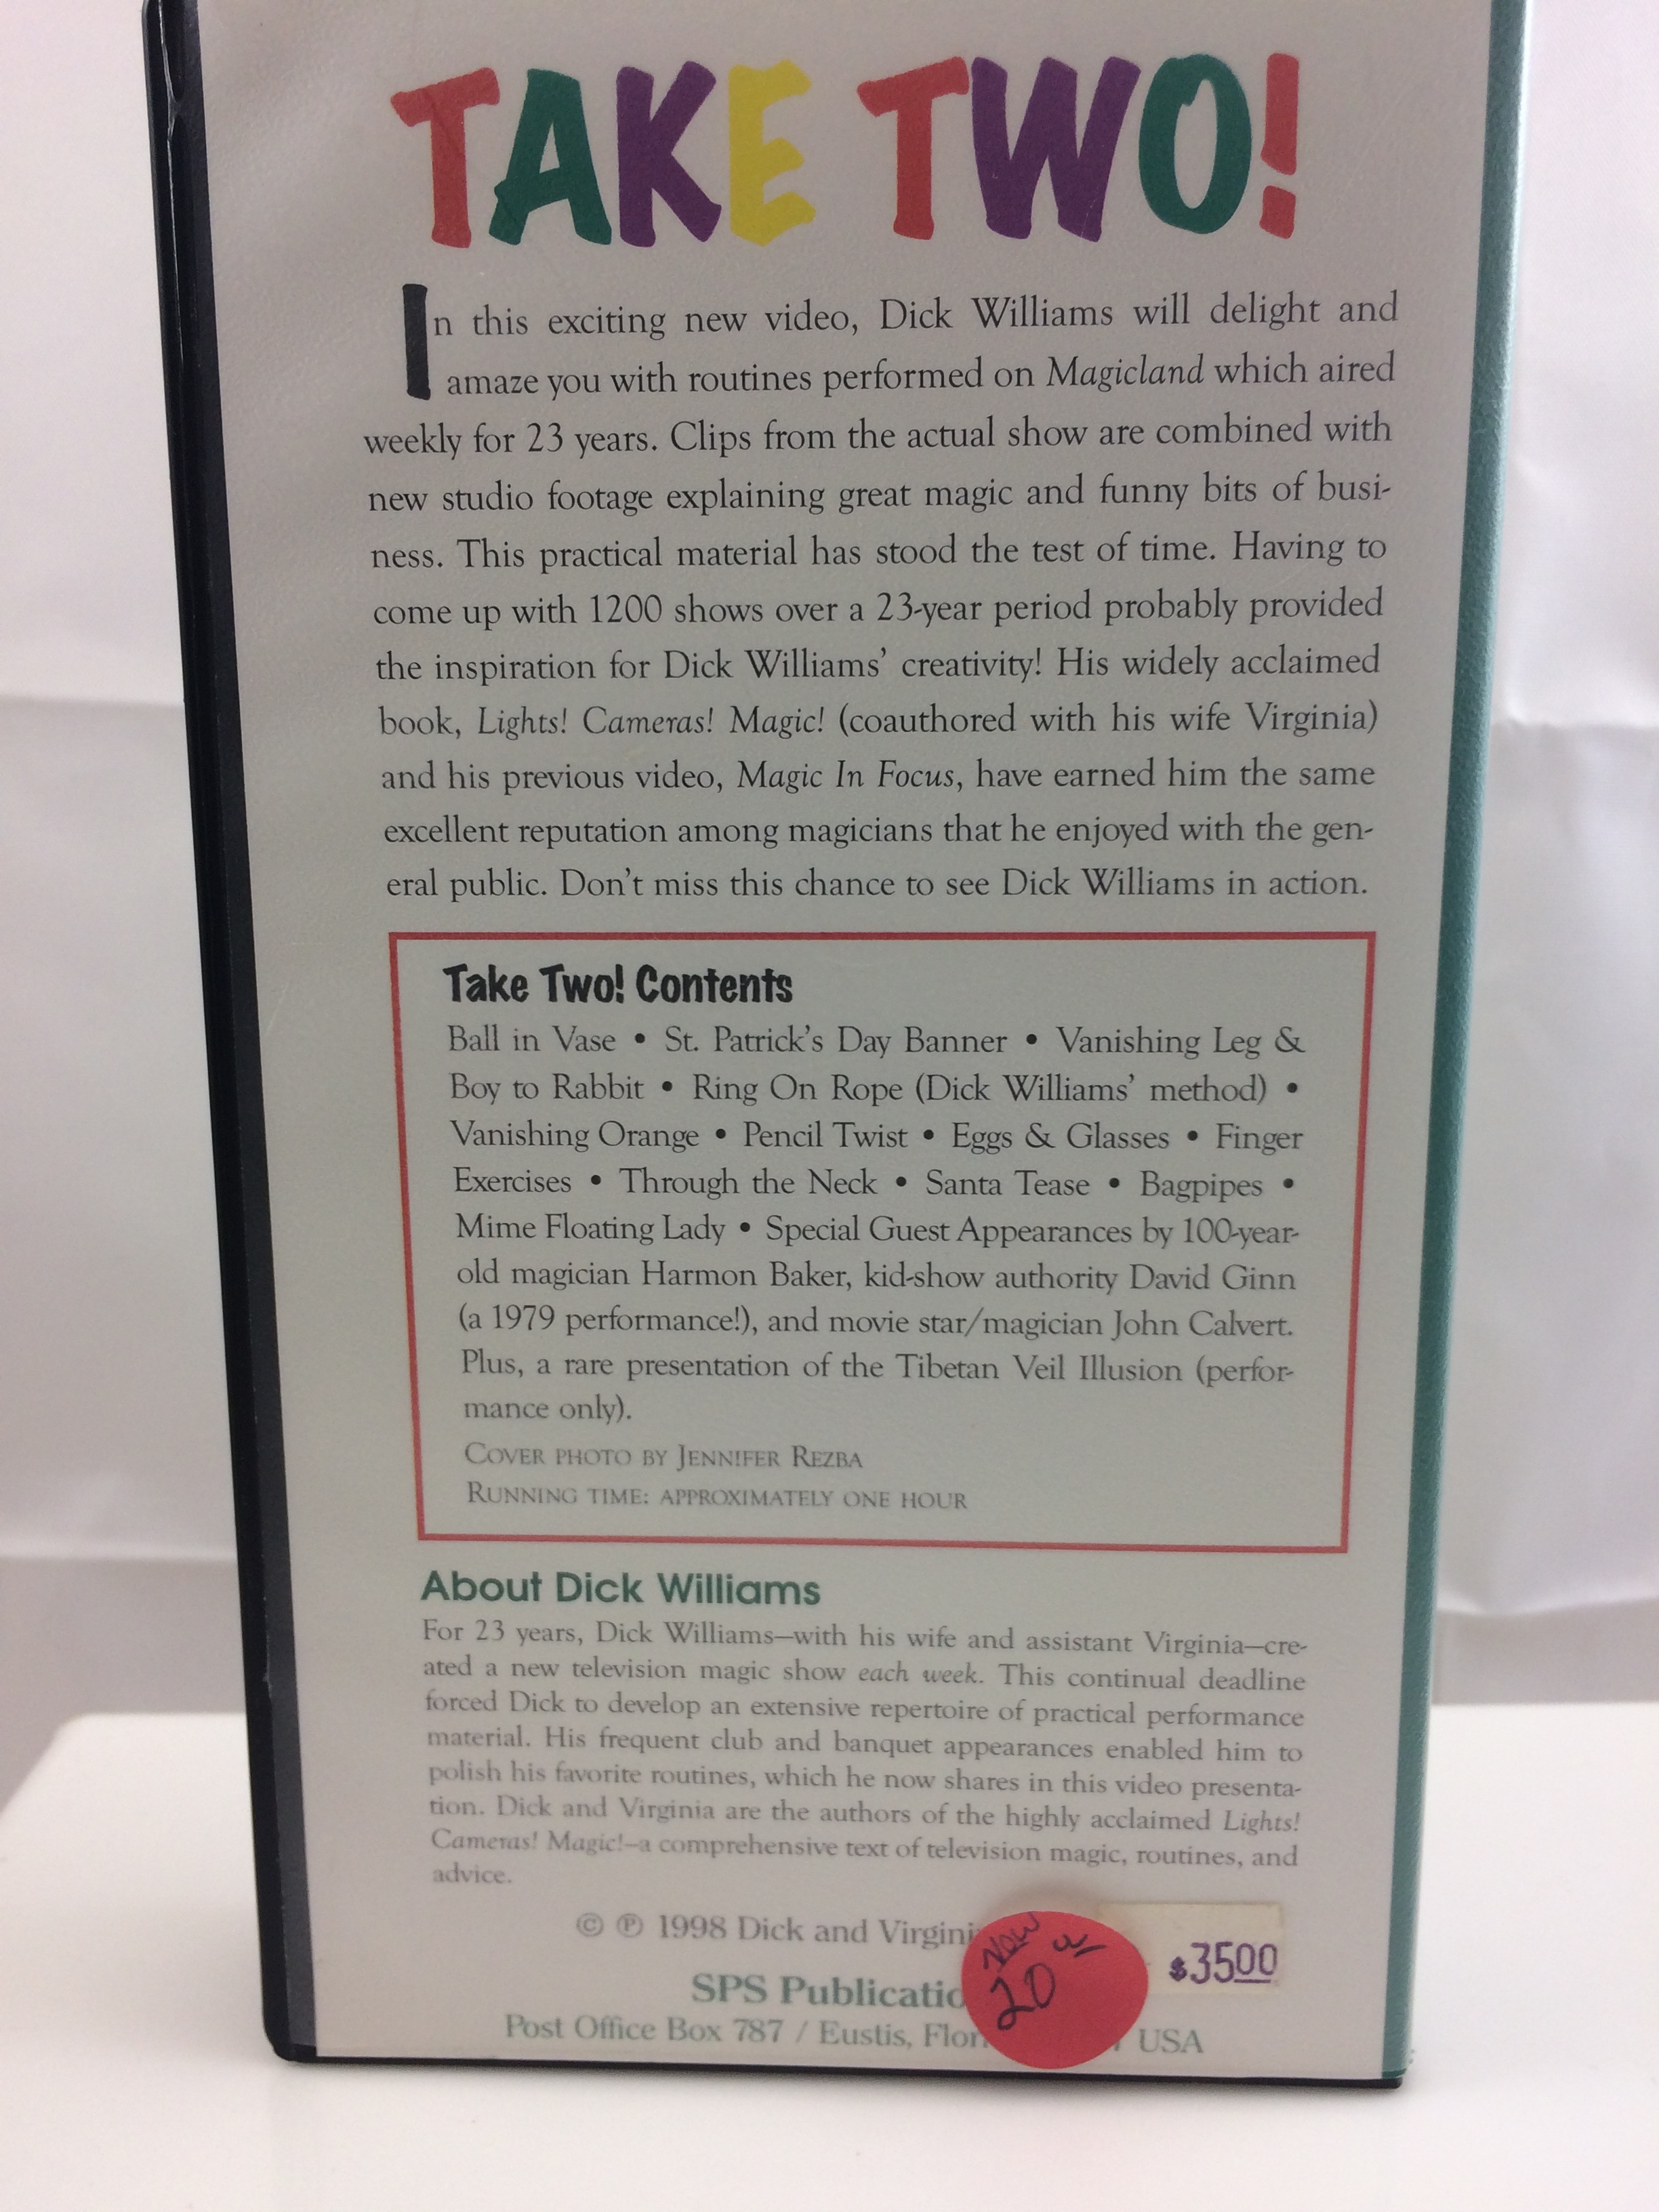 TAKE TWO!
In this exciting new video, Dick Williams will delight and
amaze you with routines performed on Magicland which aired
weekly for 23 years. Clips from the actual show are combined with
new studio footage explaining great magic and funny bits of busi-
ness. This practical material has stood the test of time. Having to
come up with 1200 shows over a 23-year period probably provided
the inspiration for Dick Williams' creativity! His widely acclaimed
book, Lights! Cameras! Magic! (coauthored with his wife Virginia)
and his previous video, Magic In Focus, have earned him the same
excellent reputation among magicians that he enjoyed with the gen-
eral public. Don't miss this chance to see Dick Williams in action.
Take Two! Contents
Ball in Vase • St. Patrick's Day Banner • Vanishing Leg &
Boy to Rabbit • Ring On Rope (Dick Williams' method) •
Vanishing Orange • Pencil Twist • Eggs & Glasses • Finger
Exercises • Through the Neck • Santa Tease • Bagpipes •
Mime Floating Lady • Special Guest Appearances by 100-year-
old magician Harmon Baker, kid-show authority David Ginn
(a 1979 performance!), and movie star/magician John Calvert.
Plus, a rare presentation of the Tibetan Veil Illusion (perfor-
mance only).
COVER PHOTO BY JENNIFER REZBA
RUNNING TIME: APPROXIMATELY ONE HOUR
About Dick Williams
For 23 years, Dick Williams—with his wife and assistant Virginia—cre-
ated a new television magic show each week. This continual deadline
forced Dick to develop an extensive repertoire of practical performance
material. His frequent club and banquet appearances enabled him to
polish his favorite routines, which he now shares in this video presenta-
tion. Dick and Virginia are the authors of the highly acclaimed Lights!
Cameras! Magic!—a comprehensive text of television magic, routines, and
advice.
© ℗ 1998 Dick and Virgini
SPS Publicatio
Post Office Box 787 / Eustis, Flor
USA
Now
20
$3500